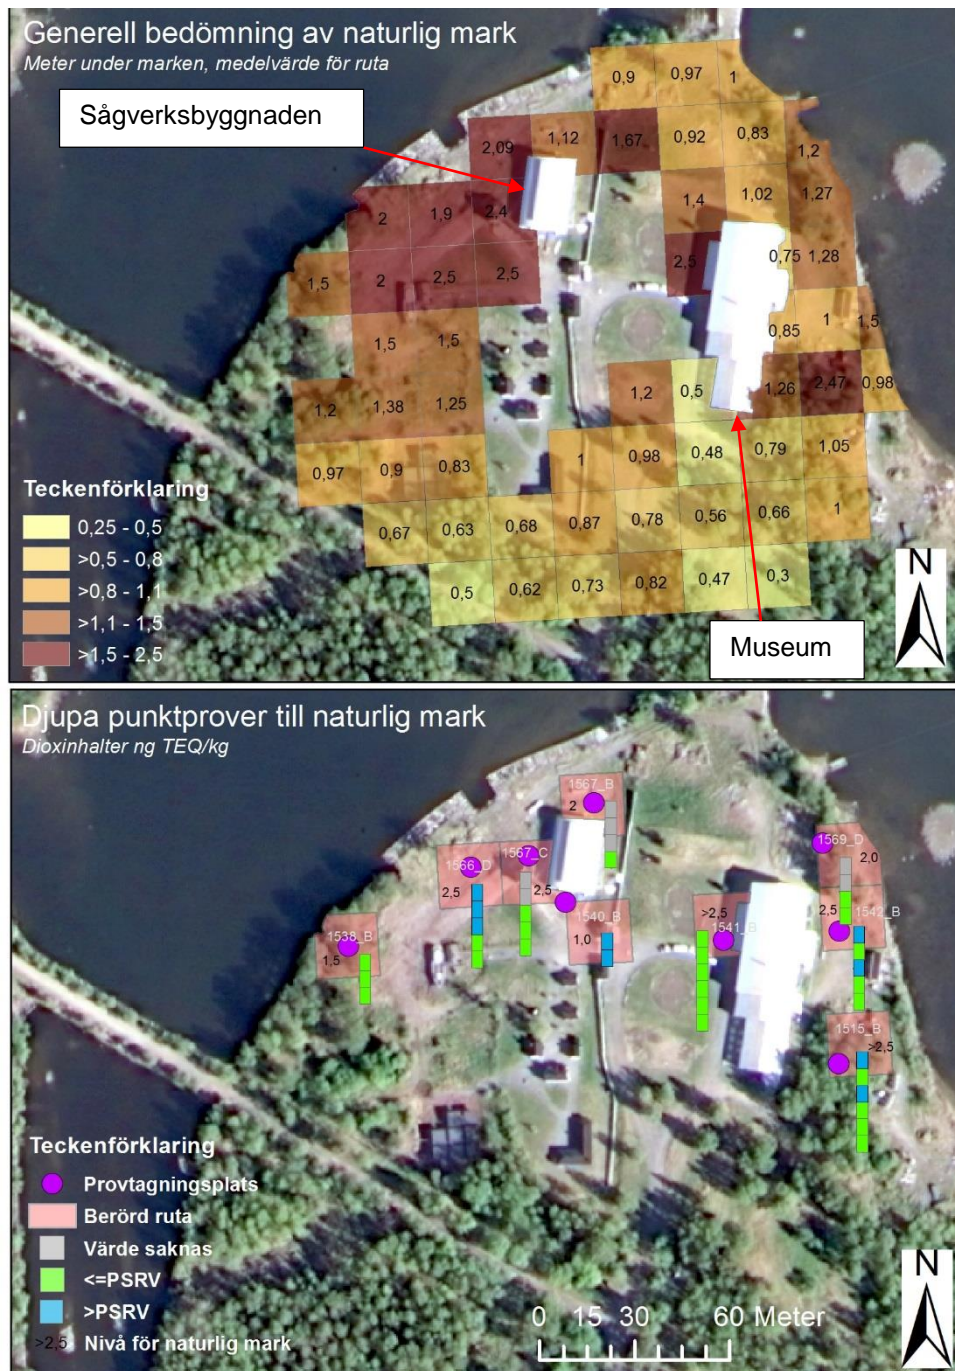 Generell bedömning av naturlig mark
Meter under marken, medelvärde för ruta
Sågverksbyggnaden
0,9 0,97 1
2,09 1,12 1,67 0,92 0,83
1,2
2 1,9 2,4 1,4 1,02 1,27
1,5 2 2,5 2,5 2,5 0,75 1,28
1,5 1,5 0,85 1 1,5
1,2 1,38 1,25 1,2 0,5 1,26 2,47 0,98
0,97 0,9 0,83 1 0,98 0,48 0,79 1,05
0,67 0,63 0,68 0,87 0,78 0,56 0,66 1
0,5 0,62 0,73 0,82 0,47 0,3
Teckenförklaring
0,25 - 0,5
>0,5 - 0,8
>0,8 - 1,1
>1,1 - 1,5
>1,5 - 2,5
N
Museum
Djupa punktprover till naturlig mark
Dioxinhalter ng TEQ/kg
1567_B
2
1569_D
2,0
1566_D 1567_C
2,5 2,5
1540_B
1,0
>2,5
1541_B
2,5
1542_B
1538_B
1,5
1515_B
>2,5
Teckenförklaring
Provtagningsplats
Berörd ruta
Värde saknas
<=PSRV
>PSRV
>2,5 Nivå för naturlig mark
0 15 30 60 Meter
N